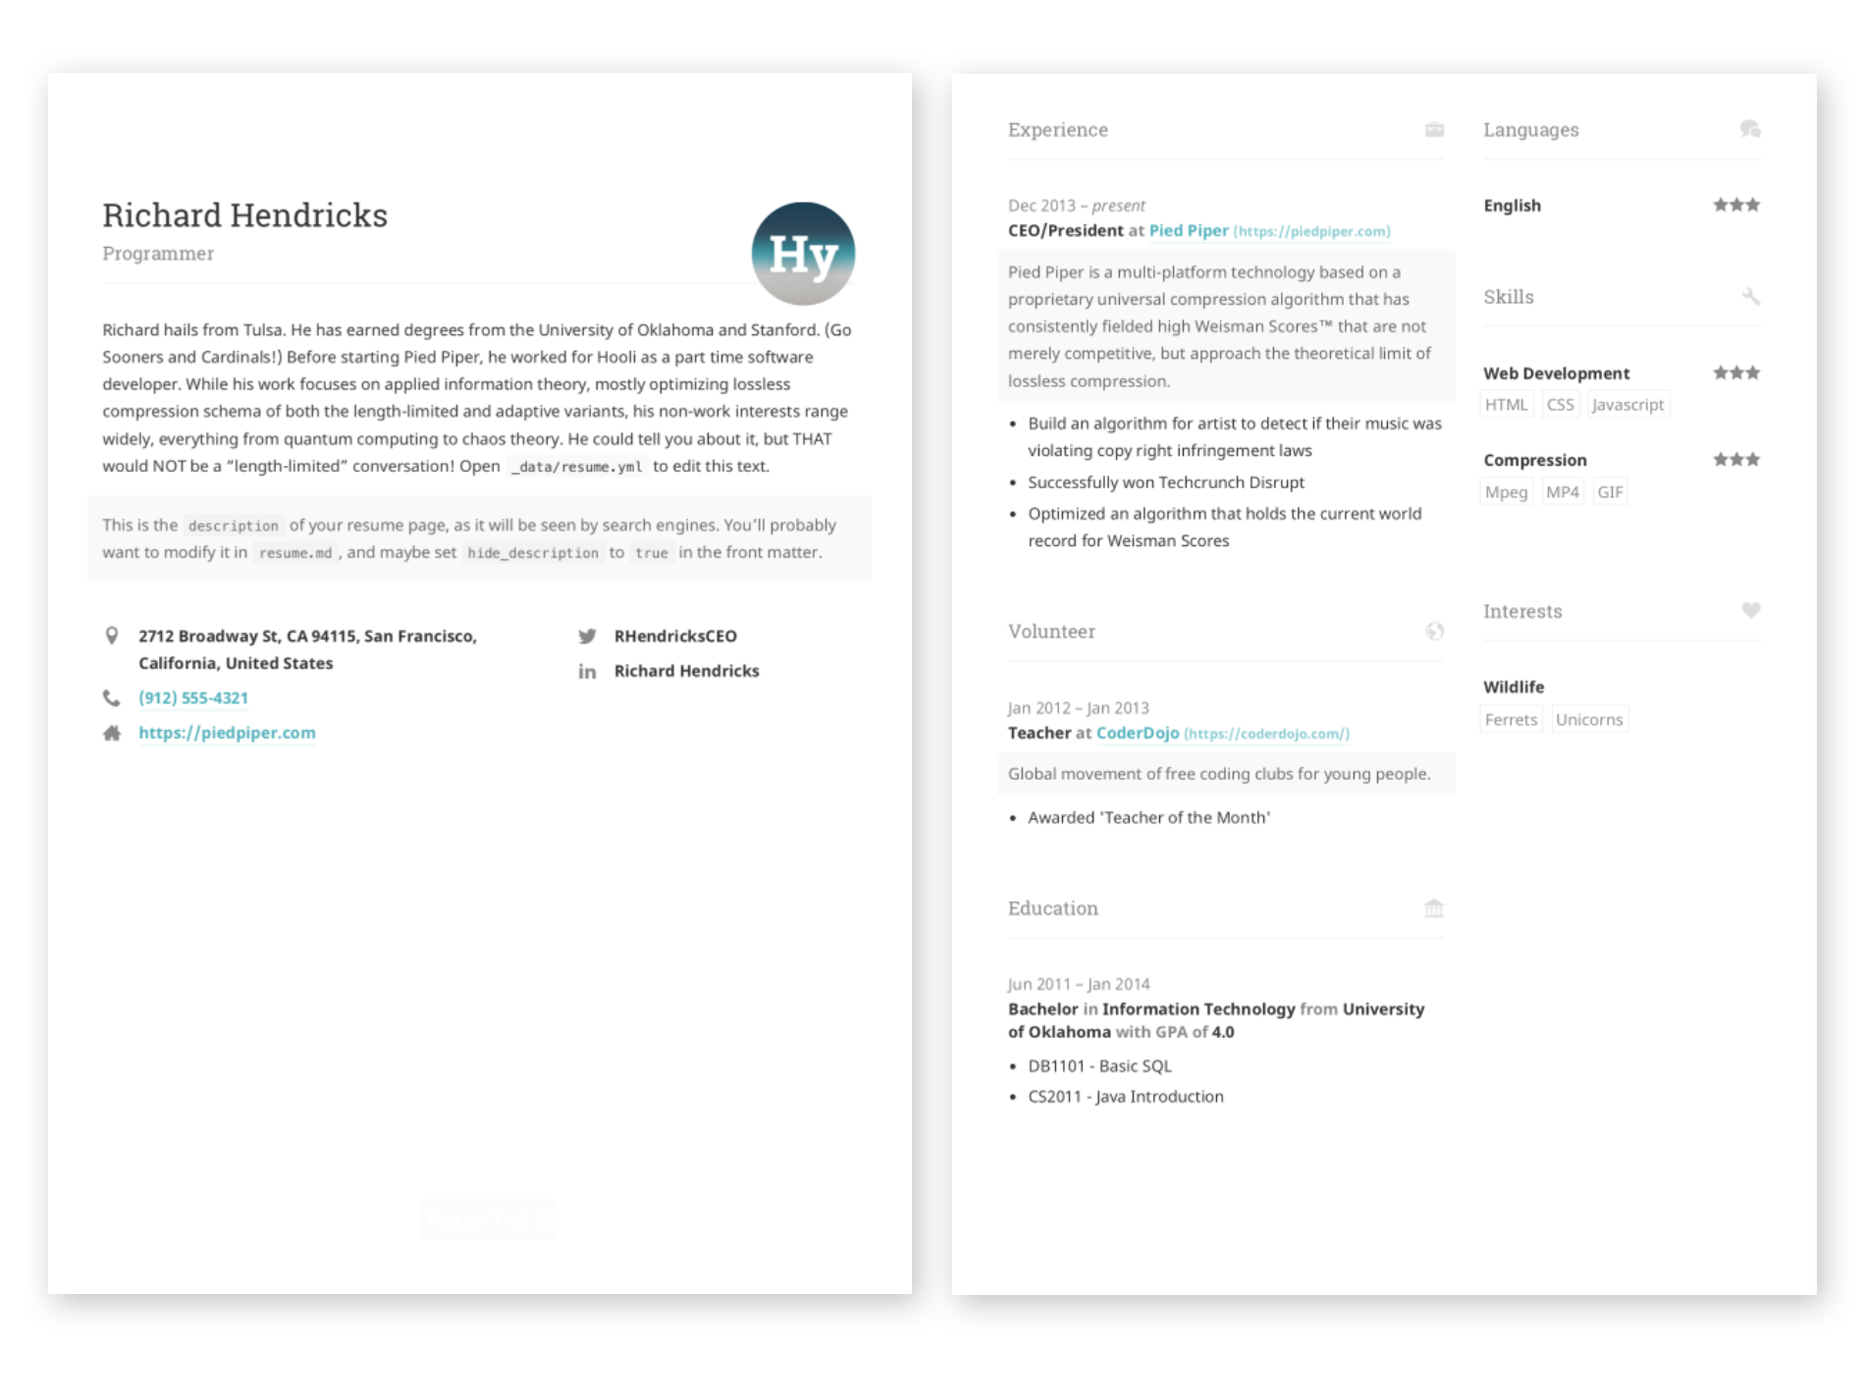 Richard Hendricks
Programmer
Hy
Richard hails from Tulsa. He has earned degrees from the University of Oklahoma and Stanford. (Go
Sooners and Cardinals!) Before starting Pied Piper, he worked for Hooli as a part time software
developer. While his work focuses on applied information theory, mostly optimizing lossless
compression schema of both the length-limited and adaptive variants, his non-work interests range
widely, everything from quantum computing to chaos theory. He could tell you about it, but THAT
would NOT be a “length-limited” conversation! Open _data/resume.yml to edit this text.
This is the description of your resume page, as it will be seen by search engines. You’ll probably
want to modify it in resume.md, and maybe set hide_description to true in the front matter.
2712 Broadway St, CA 94115, San Francisco,
California, United States
(912) 555-4321
https://piedpiper.com
RHendricksCEO
in Richard Hendricks
Page 1 of 3
Experience
Dec 2013 – present
CEO/President at Pied Piper (https://piedpiper.com)
Pied Piper is a multi-platform technology based on a
proprietary universal compression algorithm that has
consistently fielded high Weisman Scores™ that are not
merely competitive, but approach the theoretical limit of
lossless compression.
• Build an algorithm for artist to detect if their music was
violating copy right infringement laws
• Successfully won Techcrunch Disrupt
• Optimized an algorithm that holds the current world
record for Weisman Scores
Volunteer
Jan 2012 – Jan 2013
Teacher at CoderDojo (https://coderdojo.com/)
Global movement of free coding clubs for young people.
• Awarded 'Teacher of the Month'
Education
Jun 2011 – Jan 2014
Bachelor in Information Technology from University
of Oklahoma with GPA of 4.0
• DB1101 - Basic SQL
• CS2011 - Java Introduction
Languages
English ★★★
Skills
Web Development ★★★
HTML CSS Javascript
Compression ★★★
Mpeg MP4 GIF
Interests
Wildlife
Ferrets Unicorns